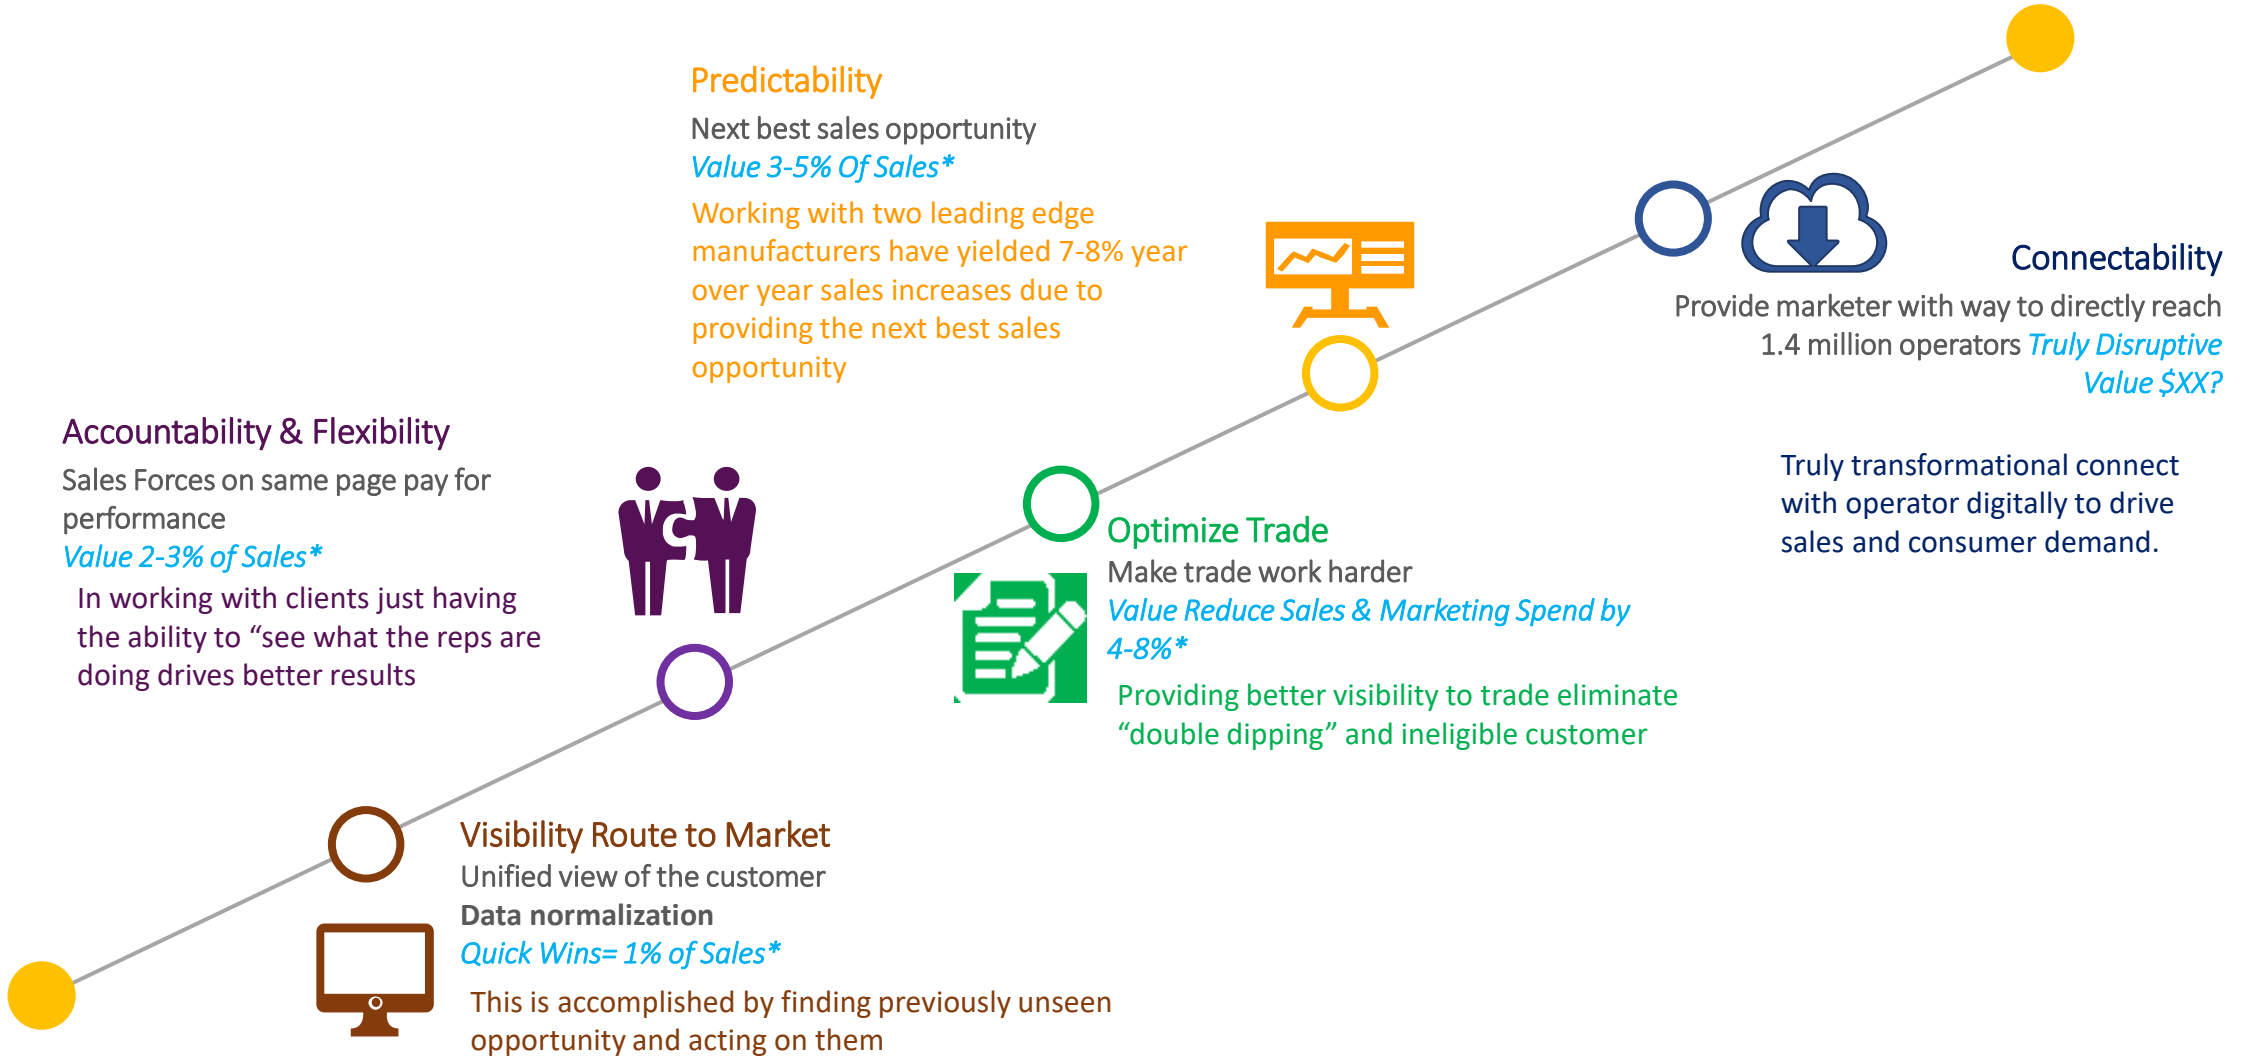 Predictability
Next best sales opportunity
Value 3-5% Of Sales*
Working with two leading edge
manufacturers have yielded 7-8% year
over year sales increases due to
providing the next best sales
opportunity
Connectability
Provide marketer with way to directly reach
1.4 million operators Truly Disruptive
Value $XX?
Truly transformational connect
with operator digitally to drive
sales and consumer demand.
Accountability & Flexibility
Sales Forces on same page pay for
performance
Value 2-3% of Sales*
In working with clients just having
the ability to “see what the reps are
doing drives better results
Optimize Trade
Make trade work harder
Value Reduce Sales & Marketing Spend by
4-8%*
Providing better visibility to trade eliminate
“double dipping” and ineligible customer
Visibility Route to Market
Unified view of the customer
Data normalization
Quick Wins= 1% of Sales*
This is accomplished by finding previously unseen
opportunity and acting on them